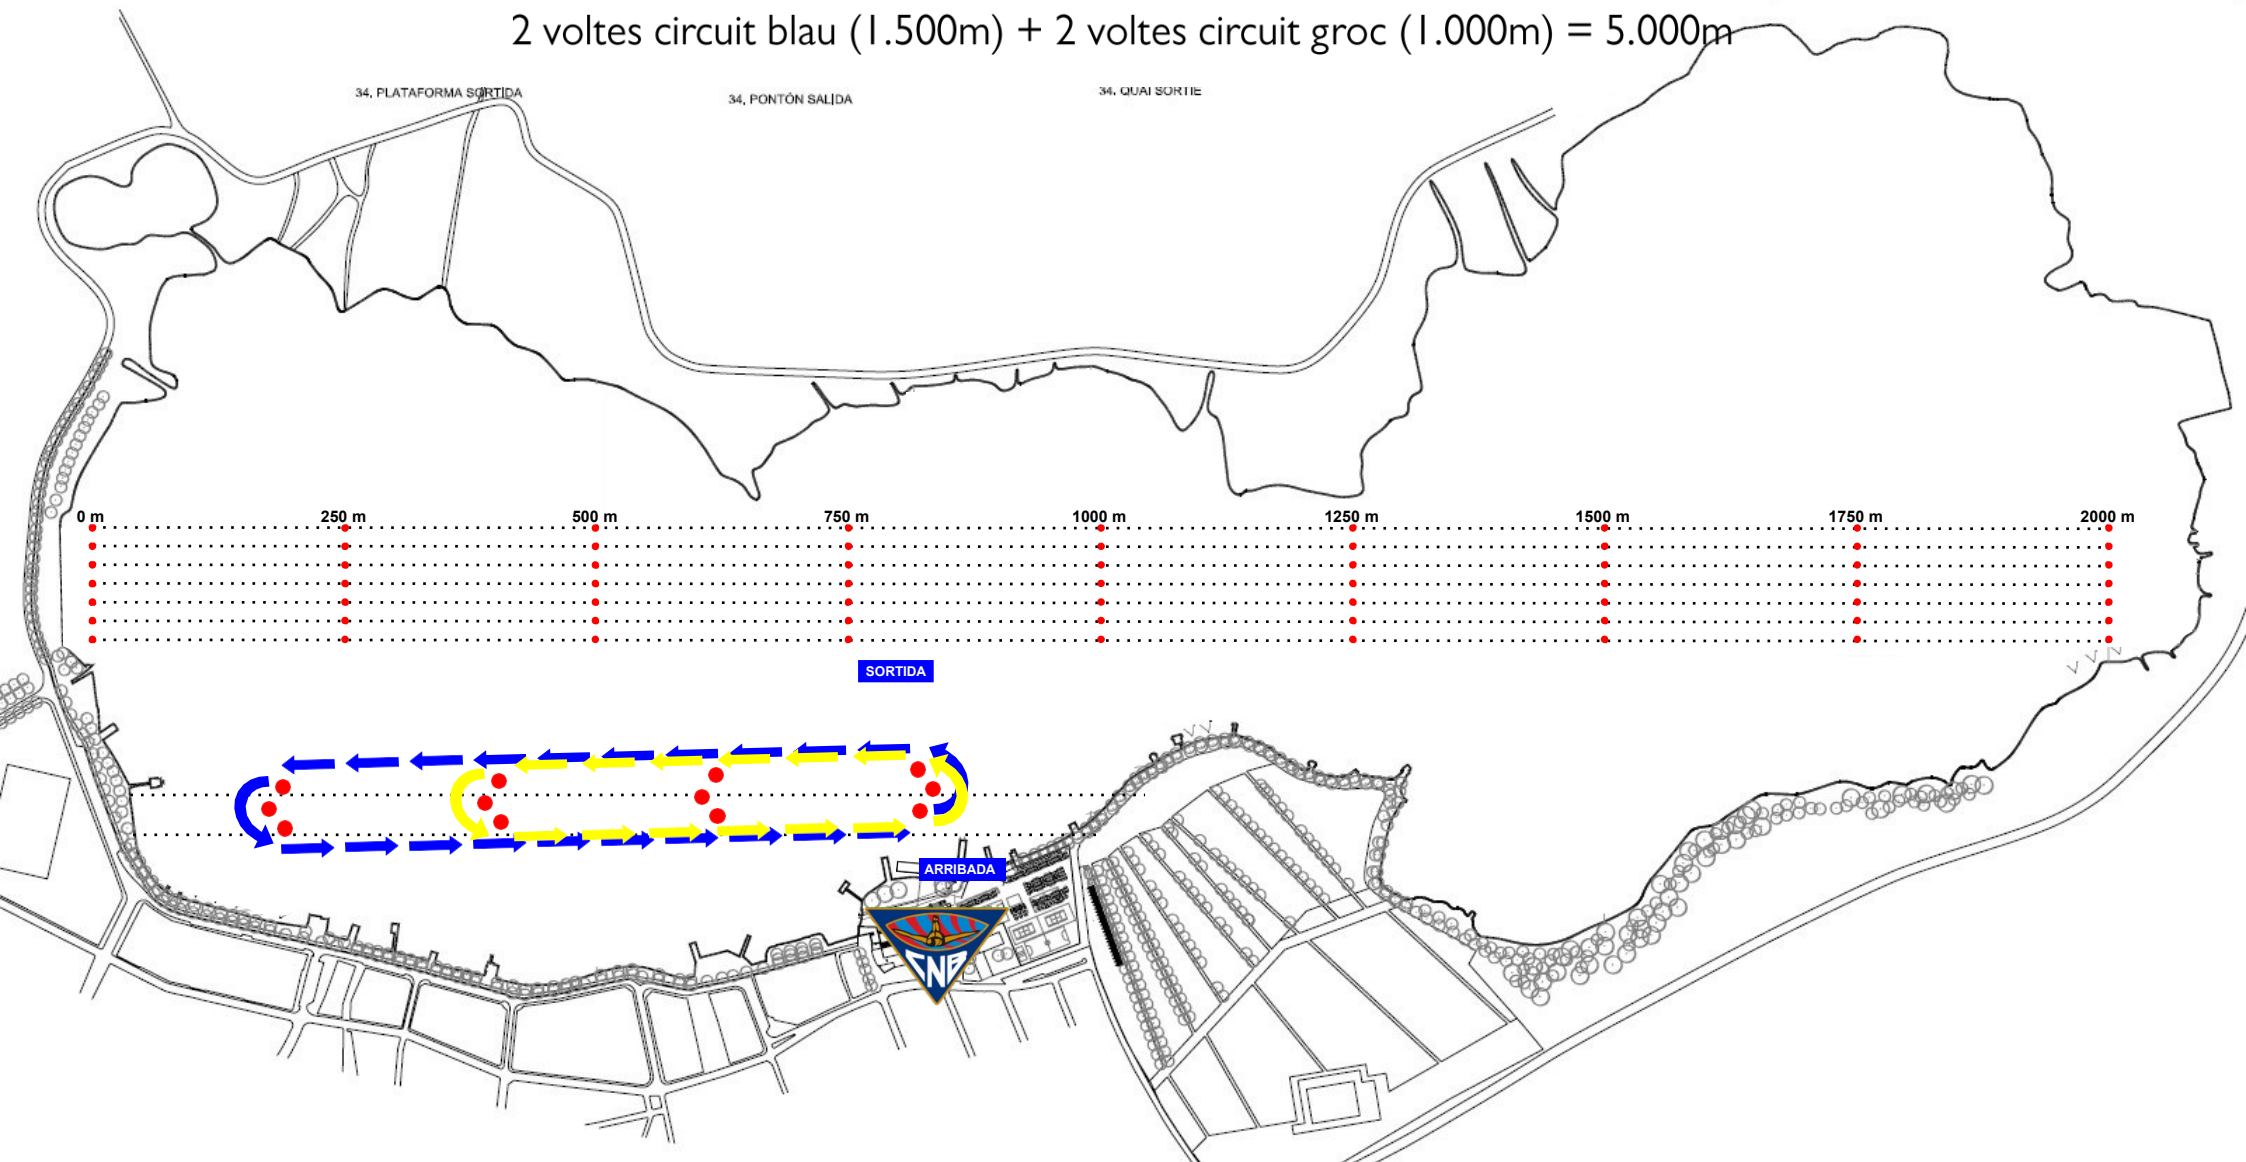 2 voltes circuit blau (1.500m) + 2 voltes circuit groc (1.000m) = 5.000m
34, PLATAFORMA SORTIDA
34, PONTÓN SALIDA
34. QUAI SORTIE
0 m
250 m
500 m
750 m
1000 m
1250 m
1500 m
1750 m
2000 m
SORTIDA
ARRIBADA
CNB